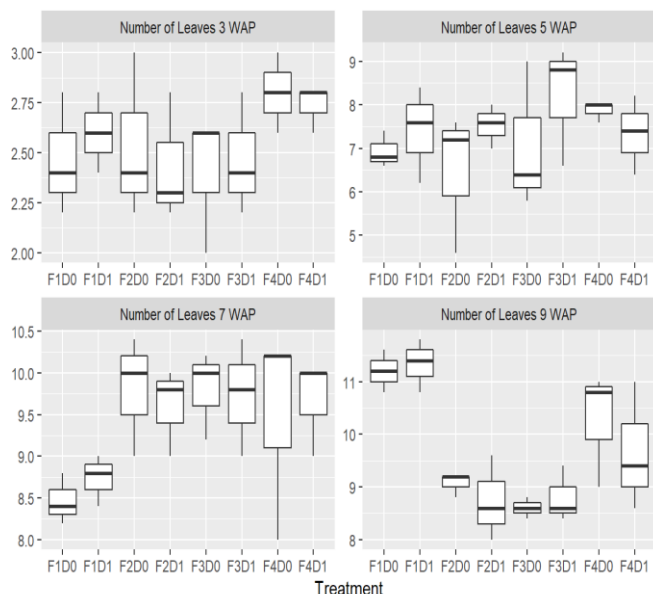 Number of Leaves 3 WAP
3.00
2.75
2.50
2.25
2.00
F1D0 F1D1 F2D0 F2D1 F3D0 F3D1 F4D0 F4D1
Number of Leaves 5 WAP
9
8
7
6
5
F1D0 F1D1 F2D0 F2D1 F3D0 F3D1 F4D0 F4D1
Number of Leaves 7 WAP
10.5
10.0
9.5
9.0
8.5
8.0
F1D0 F1D1 F2D0 F2D1 F3D0 F3D1 F4D0 F4D1
Number of Leaves 9 WAP
11
10
9
8
F1D0 F1D1 F2D0 F2D1 F3D0 F3D1 F4D0 F4D1
Treatment